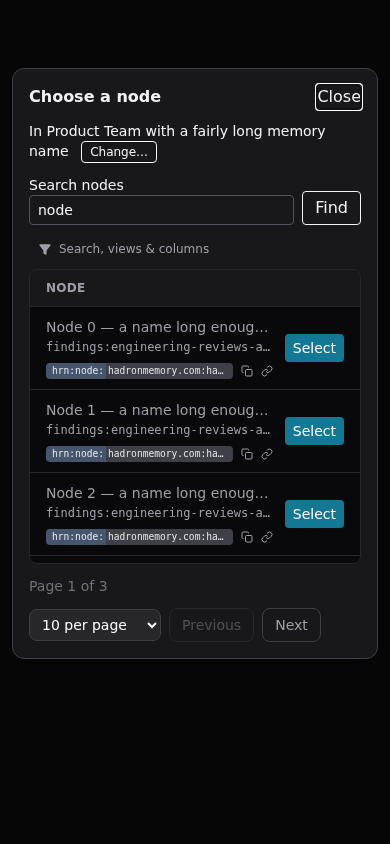 Choose a node
Close
In Product Team with a fairly long memory
name
Change…
Search nodes
node
Find
Search, views & columns
NODE
Node 0 — a name long enoug…
findings:engineering-reviews-a…
hrn:node: hadronmemory.com:ha…
Select
Node 1 — a name long enoug…
findings:engineering-reviews-a…
hrn:node: hadronmemory.com:ha…
Select
Node 2 — a name long enoug…
findings:engineering-reviews-a…
hrn:node: hadronmemory.com:ha…
Select
Page 1 of 3
10 per page
Previous
Next